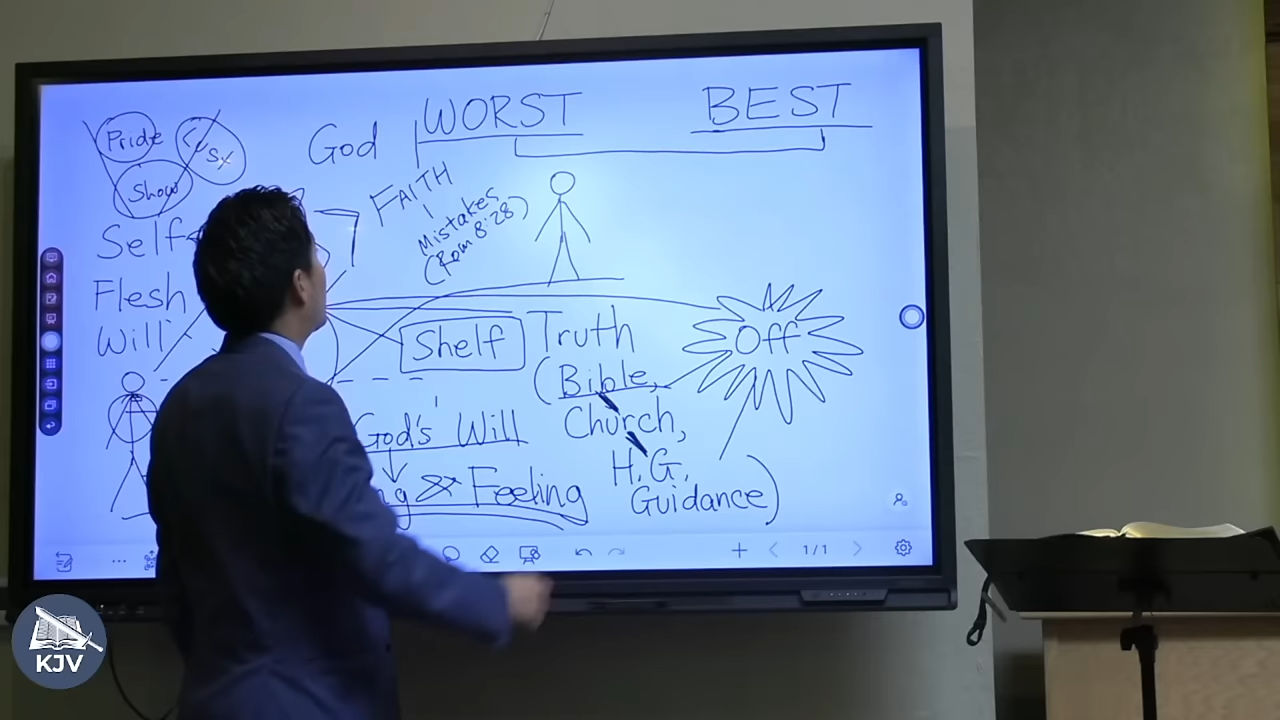 WORST
BEST
Pride
Show
God
FAITH
Mistakes
(Rom 8:28)
Self
Flesh
Will
Shelf
Truth
(Bible,
Church,
H.G.
Guidance)
Off
God's Will
& Feeling
1/1
KJV